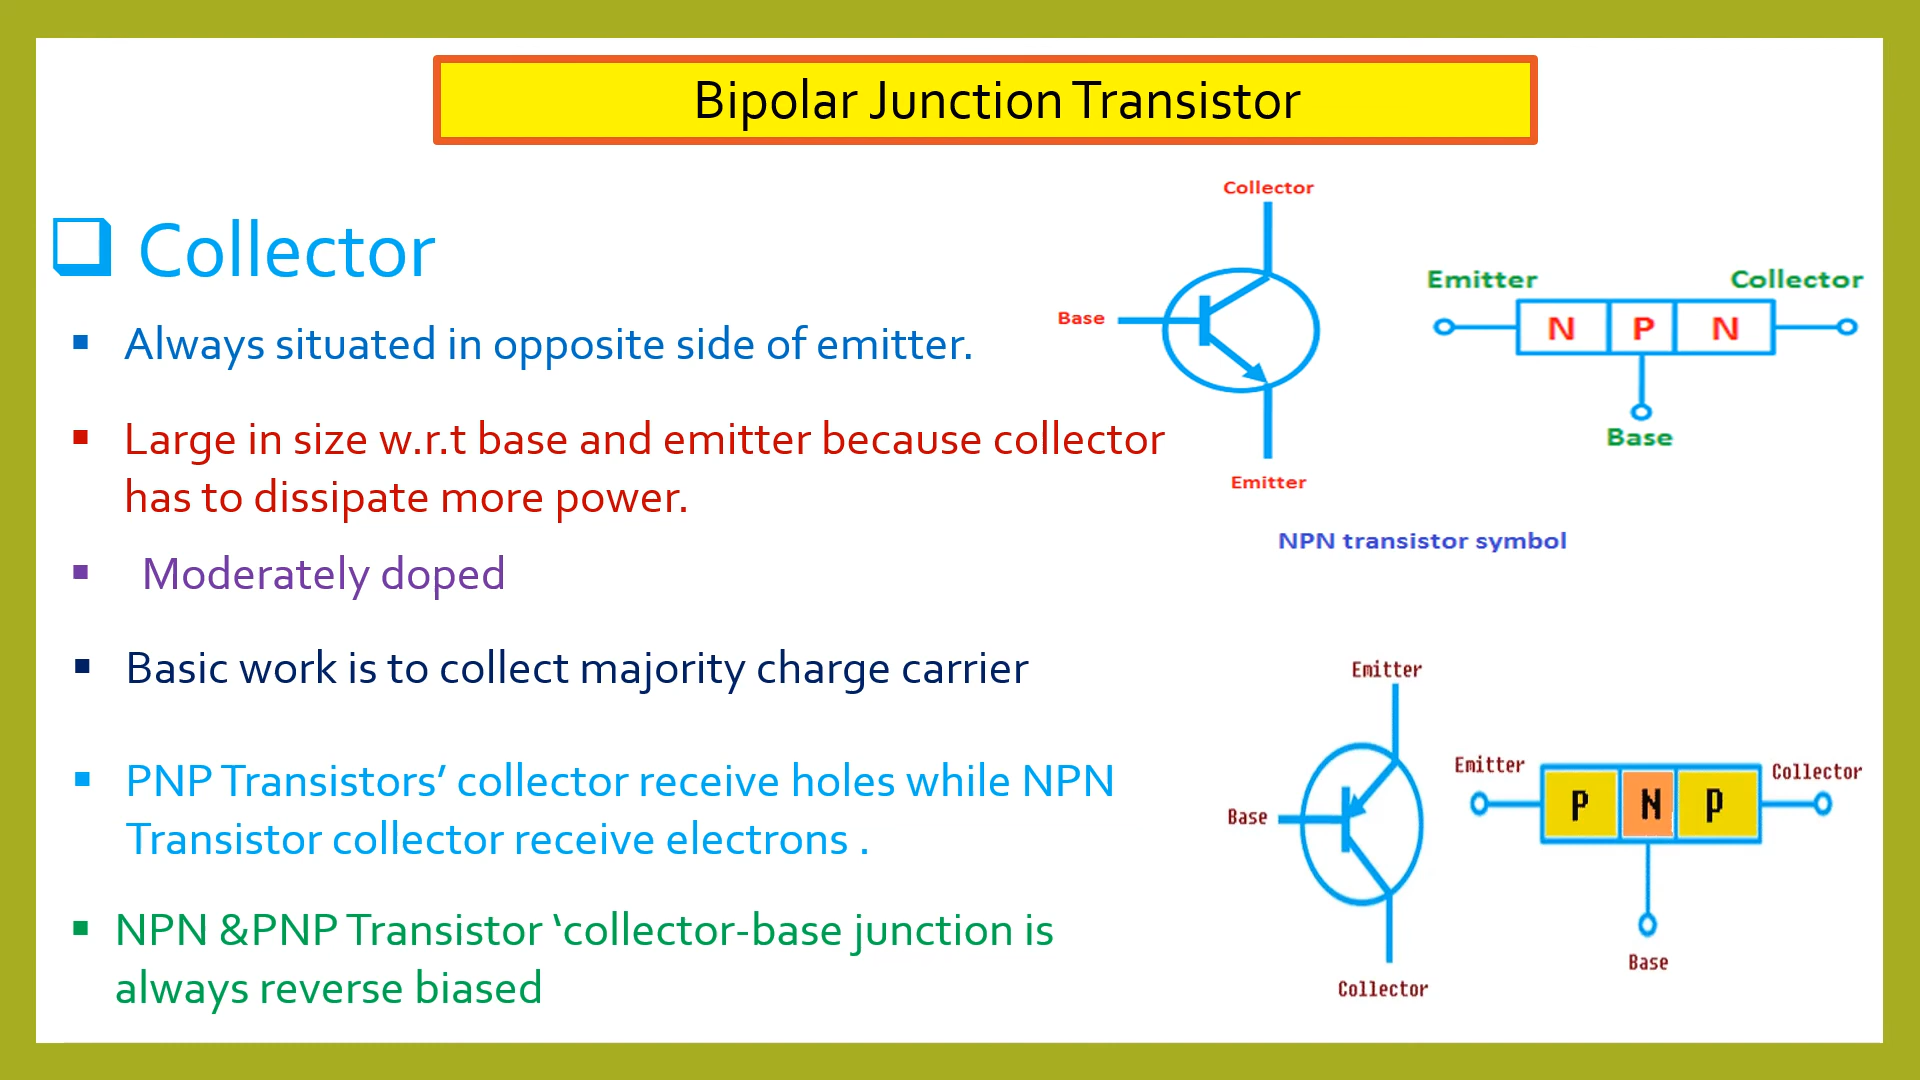 Bipolar Junction Transistor
Collector
Always situated in opposite side of emitter.
Large in size w.r.t base and emitter because collector
has to dissipate more power.
Moderately doped
Basic work is to collect majority charge carrier
PNP Transistors’ collector receive holes while NPN
Transistor collector receive electrons .
NPN &PNP Transistor ‘collector-base junction is
always reverse biased
Collector
Base
Emitter
Emitter
Collector
N P N
Base
NPN transistor symbol
Emitter
Base
Collector
Emitter
Collector
P N P
Base